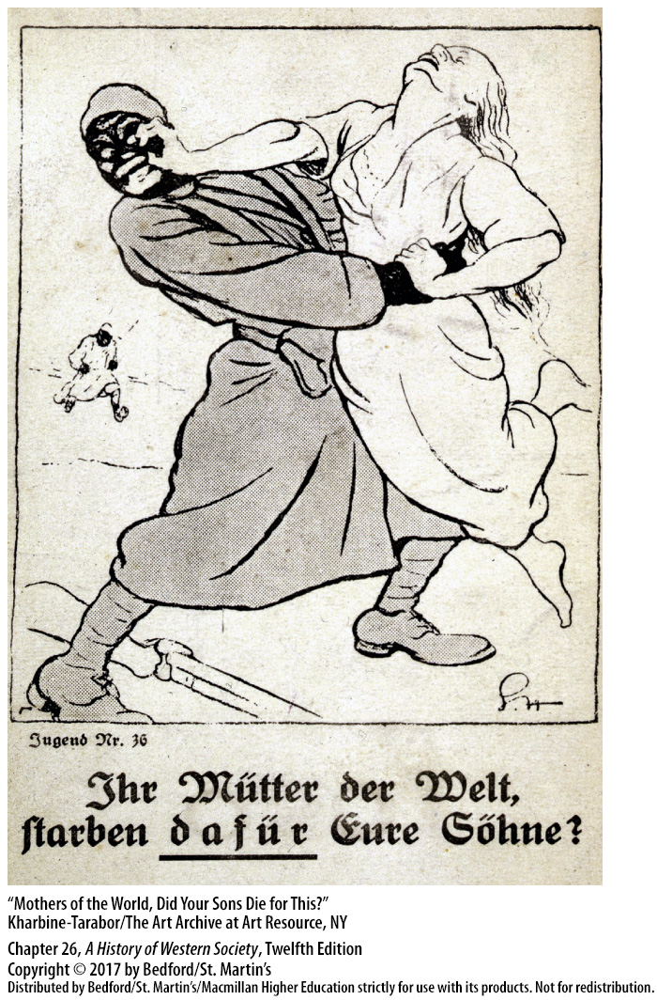 Jugend Nr. 36
Ihr Mütter der Welt,
starben dafür Eure Söhne?
“Mothers of the World, Did Your Sons Die for This?”
Kharbine-Tarabor/The Art Archive at Art Resource, NY
Chapter 26, A History of Western Society, Twelfth Edition
Copyright © 2017 by Bedford/St. Martin’s
Distributed by Bedford/St. Martin’s/Macmillan Higher Education strictly for use with its products. Not for redistribution.